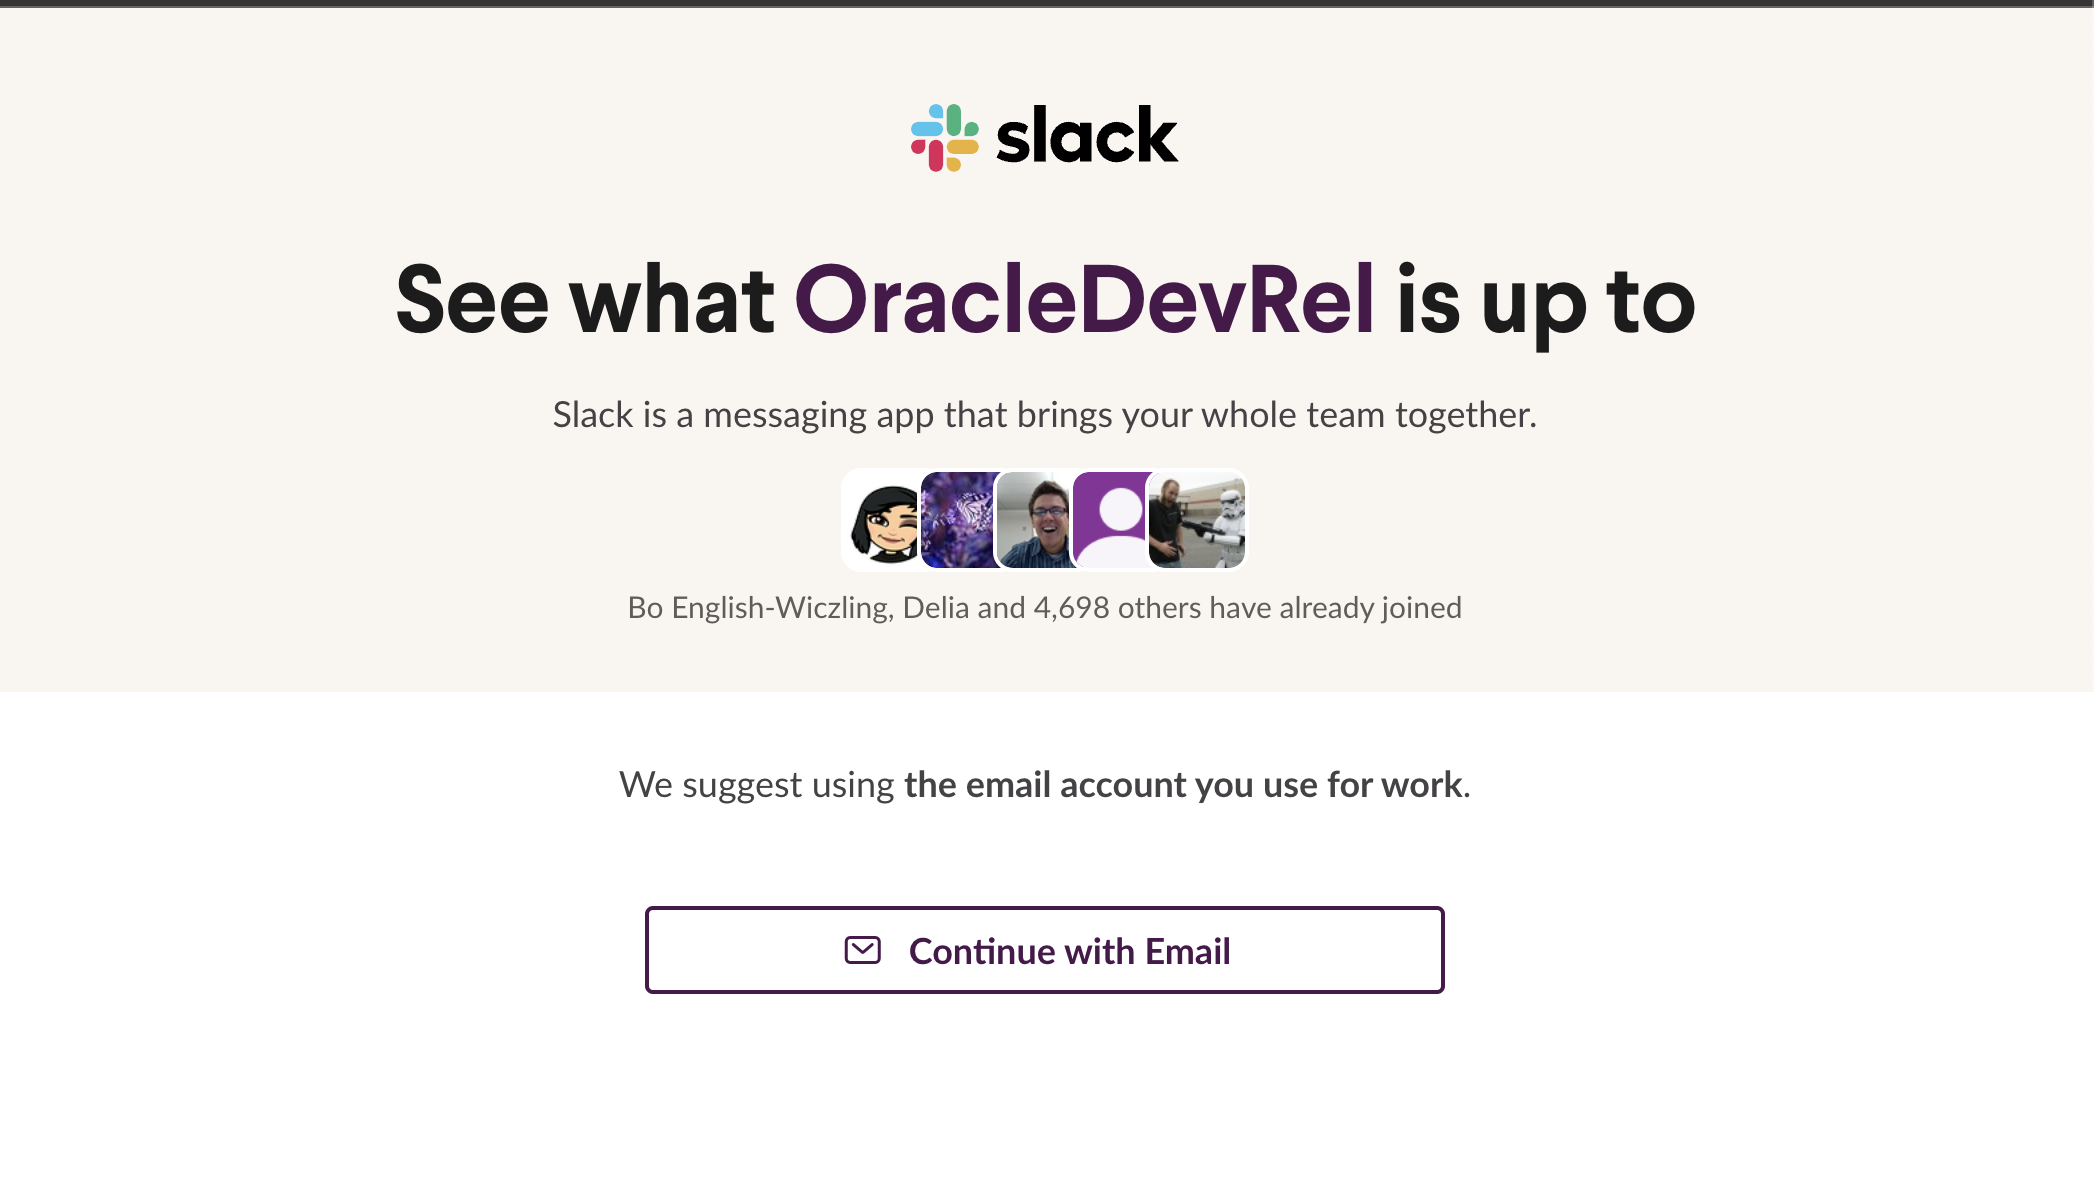 slack
See what OracleDevRel is up to
Slack is a messaging app that brings your whole team together.
Bo English-Wiczling, Delia and 4,698 others have already joined
We suggest using the email account you use for work.
Continue with Email